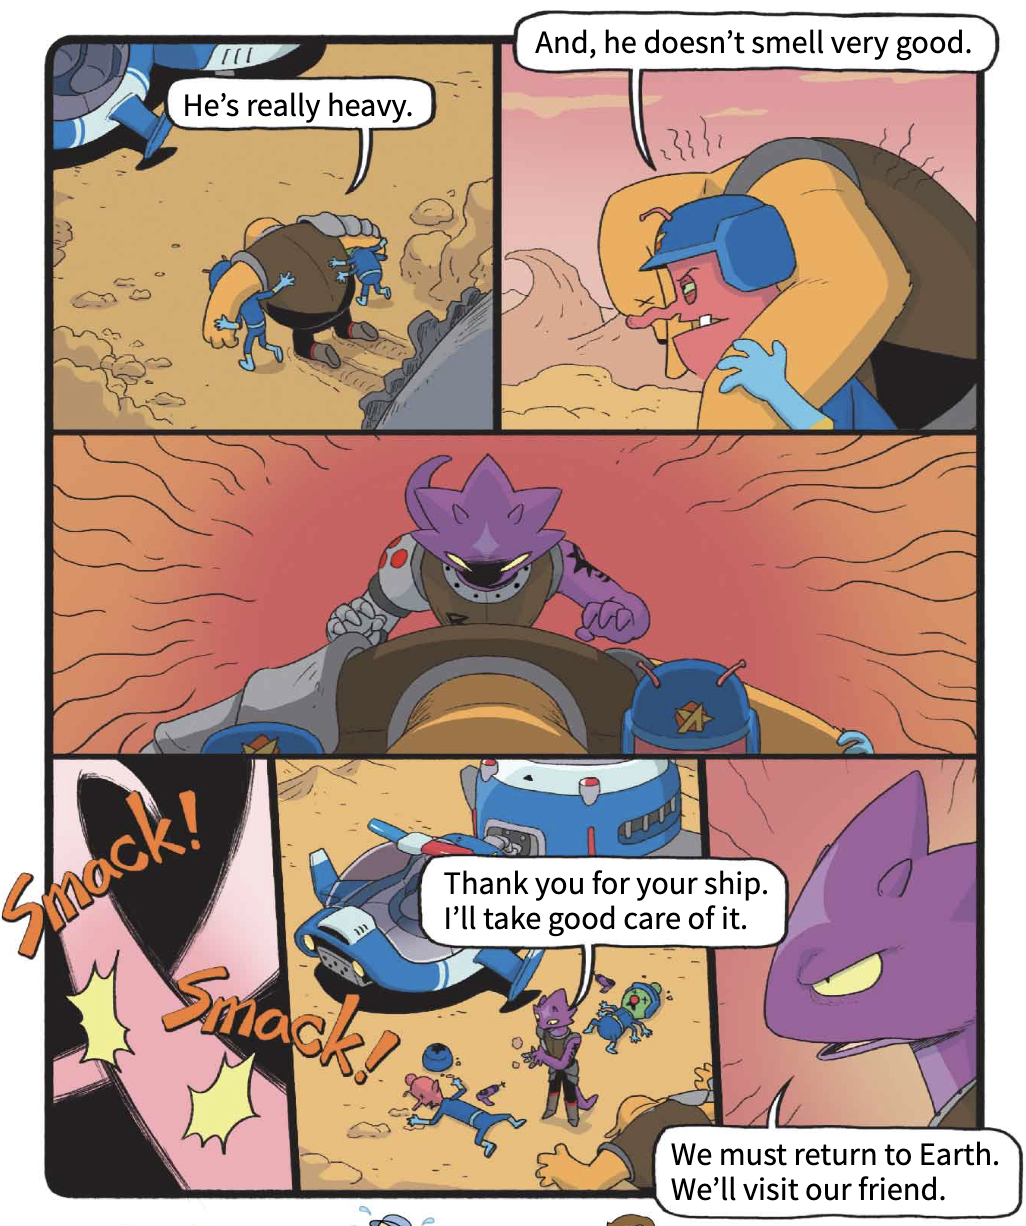 He's really heavy.
And, he doesn't smell very good.
Smack!
Smack!
Thank you for your ship.
I'll take good care of it.
We must return to Earth.
We'll visit our friend.